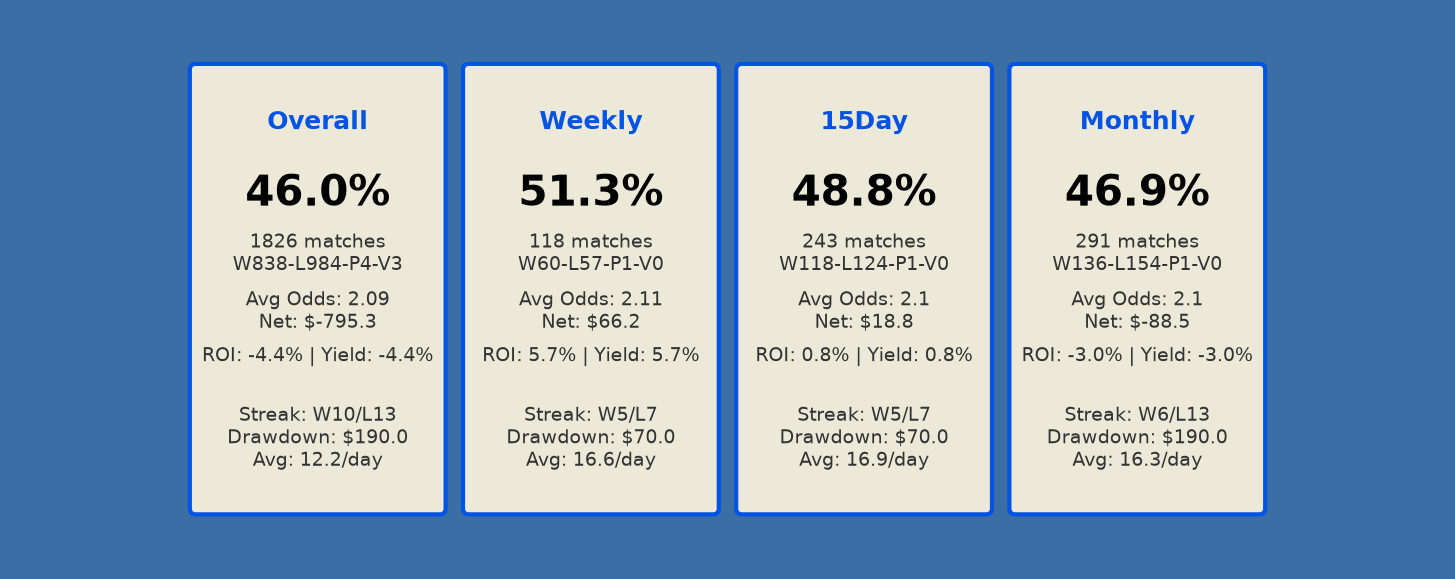 Overall
46.0%
1826 matches
W838-L984-P4-V3
Avg Odds: 2.09
Net: $-795.3
ROI: -4.4% | Yield: -4.4%
Streak: W10/L13
Drawdown: $190.0
Avg: 12.2/day
Weekly
51.3%
118 matches
W60-L57-P1-V0
Avg Odds: 2.11
Net: $66.2
ROI: 5.7% | Yield: 5.7%
Streak: W5/L7
Drawdown: $70.0
Avg: 16.6/day
15Day
48.8%
243 matches
W118-L124-P1-V0
Avg Odds: 2.1
Net: $18.8
ROI: 0.8% | Yield: 0.8%
Streak: W5/L7
Drawdown: $70.0
Avg: 16.9/day
Monthly
46.9%
291 matches
W136-L154-P1-V0
Avg Odds: 2.1
Net: $-88.5
ROI: -3.0% | Yield: -3.0%
Streak: W6/L13
Drawdown: $190.0
Avg: 16.3/day